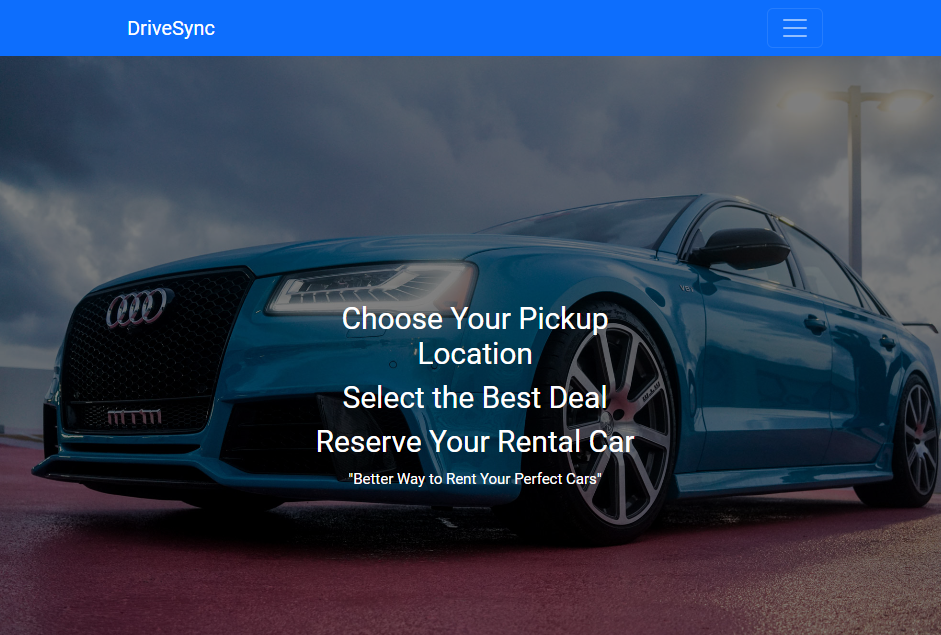 DriveSync
Choose Your Pickup
Location
Select the Best Deal
Reserve Your Rental Car
"Better Way to Rent Your Perfect Cars"